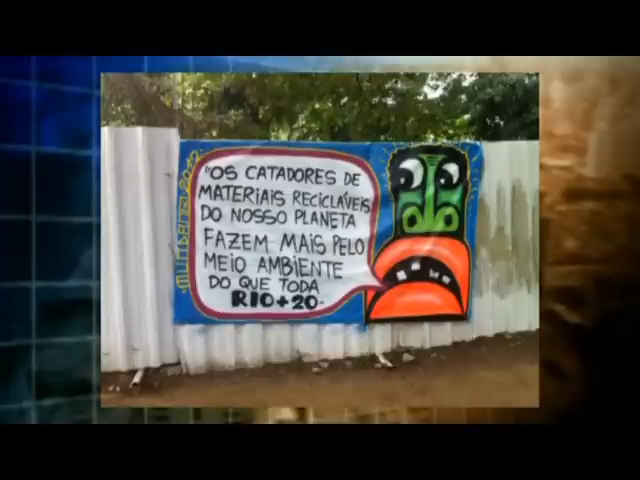 "OS CATADORES DE
MATERIAIS RECICLÁVEIS
DO NOSSO PLANETA
FAZEM MAIS PELO
MEIO AMBIENTE
DO QUE TODA
RIO+20"